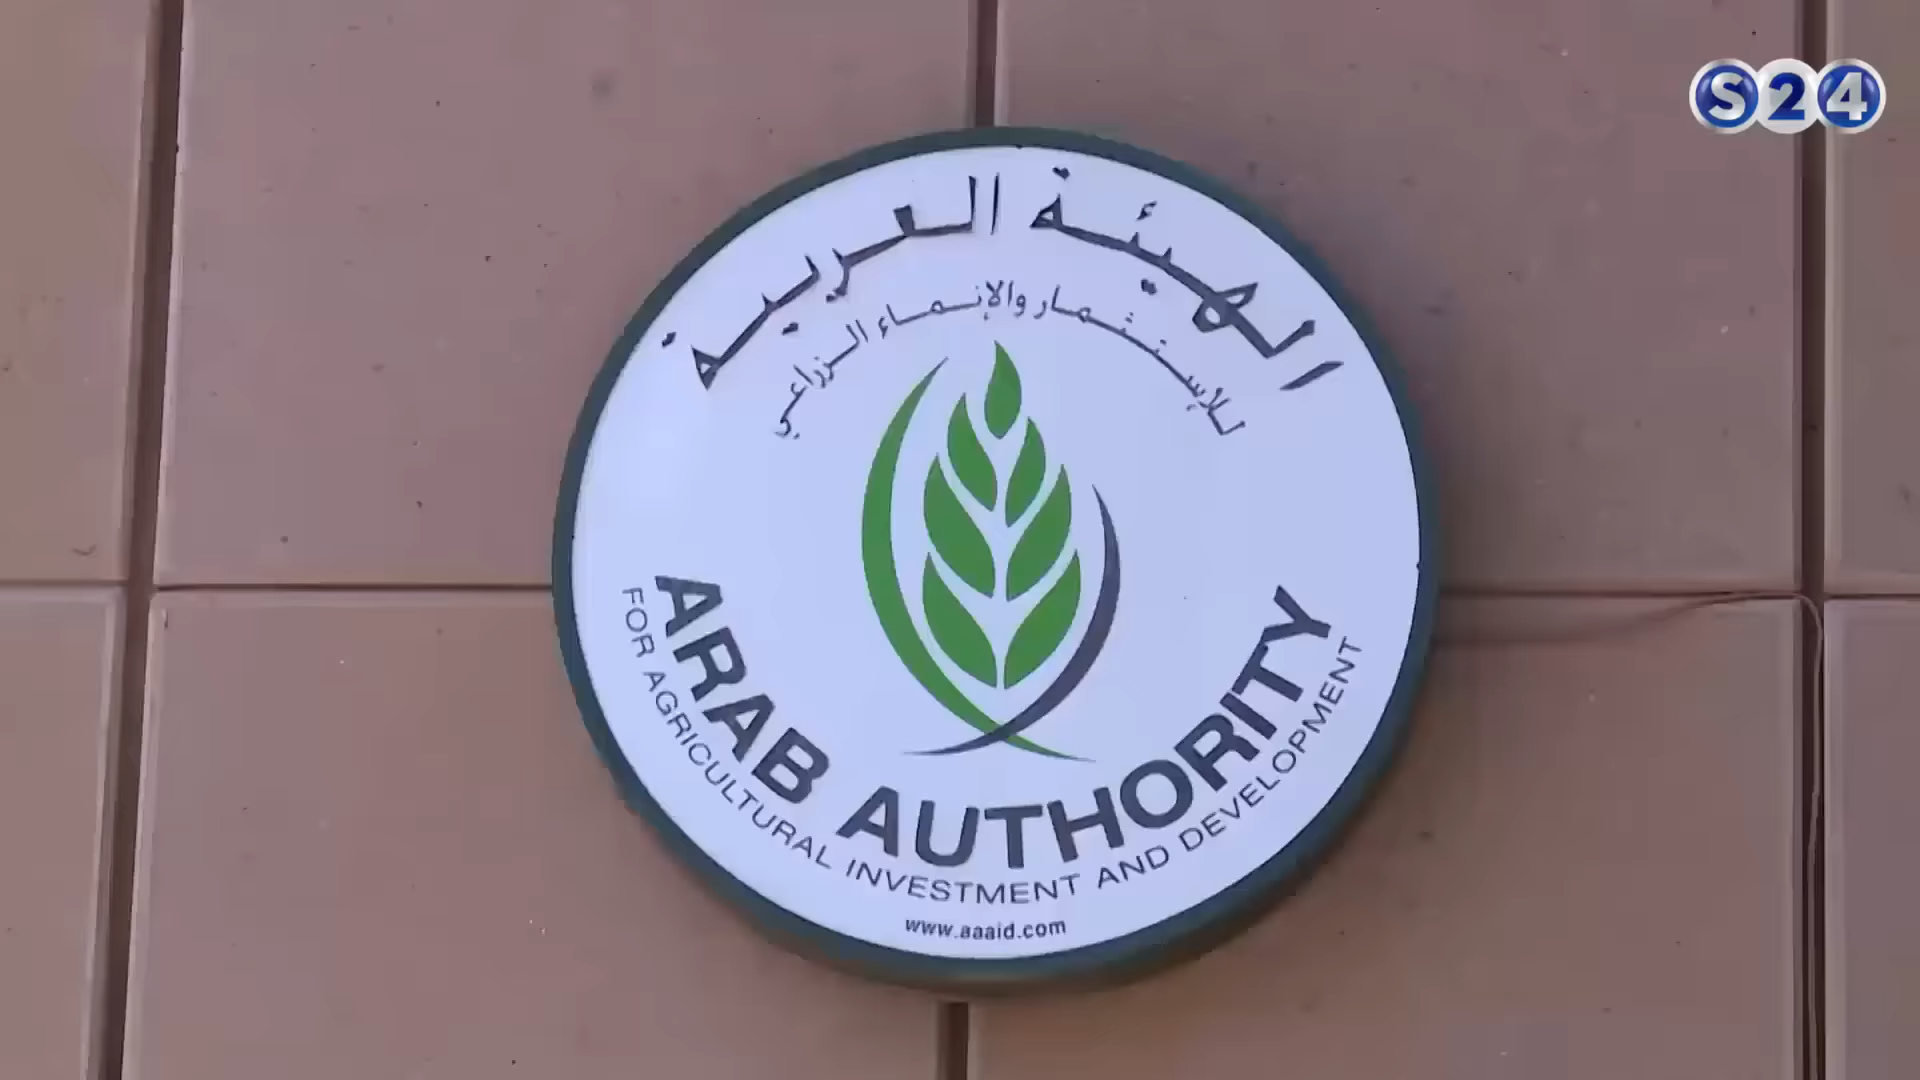 S24
الهيئة العربية
للإستثمار والإنماء الزراعي
ARAB AUTHORITY
FOR AGRICULTURAL INVESTMENT AND DEVELOPMENT
www.aaaid.com